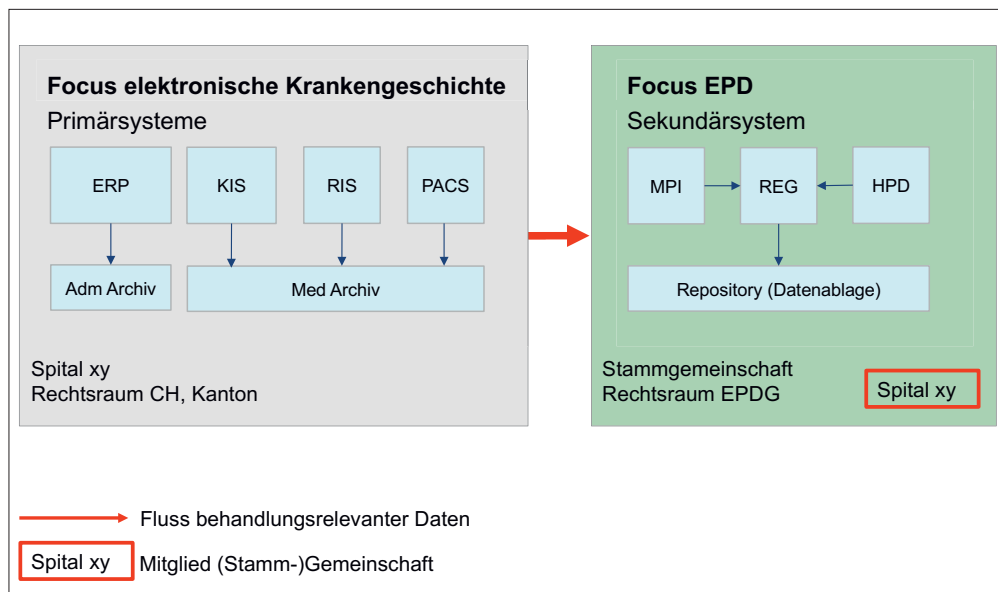 Focus elektronische Krankengeschichte
Primärsysteme
ERP
KIS
RIS
PACS
Adm Archiv
Med Archiv
Spital xy
Rechtsraum CH, Kanton
Focus EPD
Sekundärsystem
MPI
REG
HPD
Repository (Datenablage)
Stammgemeinschaft
Rechtsraum EPDG
Spital xy
Fluss behandlungsrelevanter Daten
Spital xy
Mitglied (Stamm-)Gemeinschaft